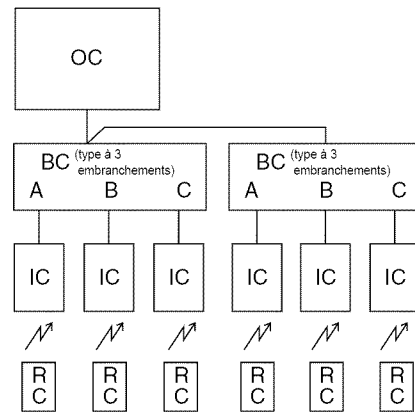 OC
BC (type à 3 embranchements)
A B C
BC (type à 3 embranchements)
A B C
IC IC IC IC IC IC
R C
R C
R C
R C
R C
R C